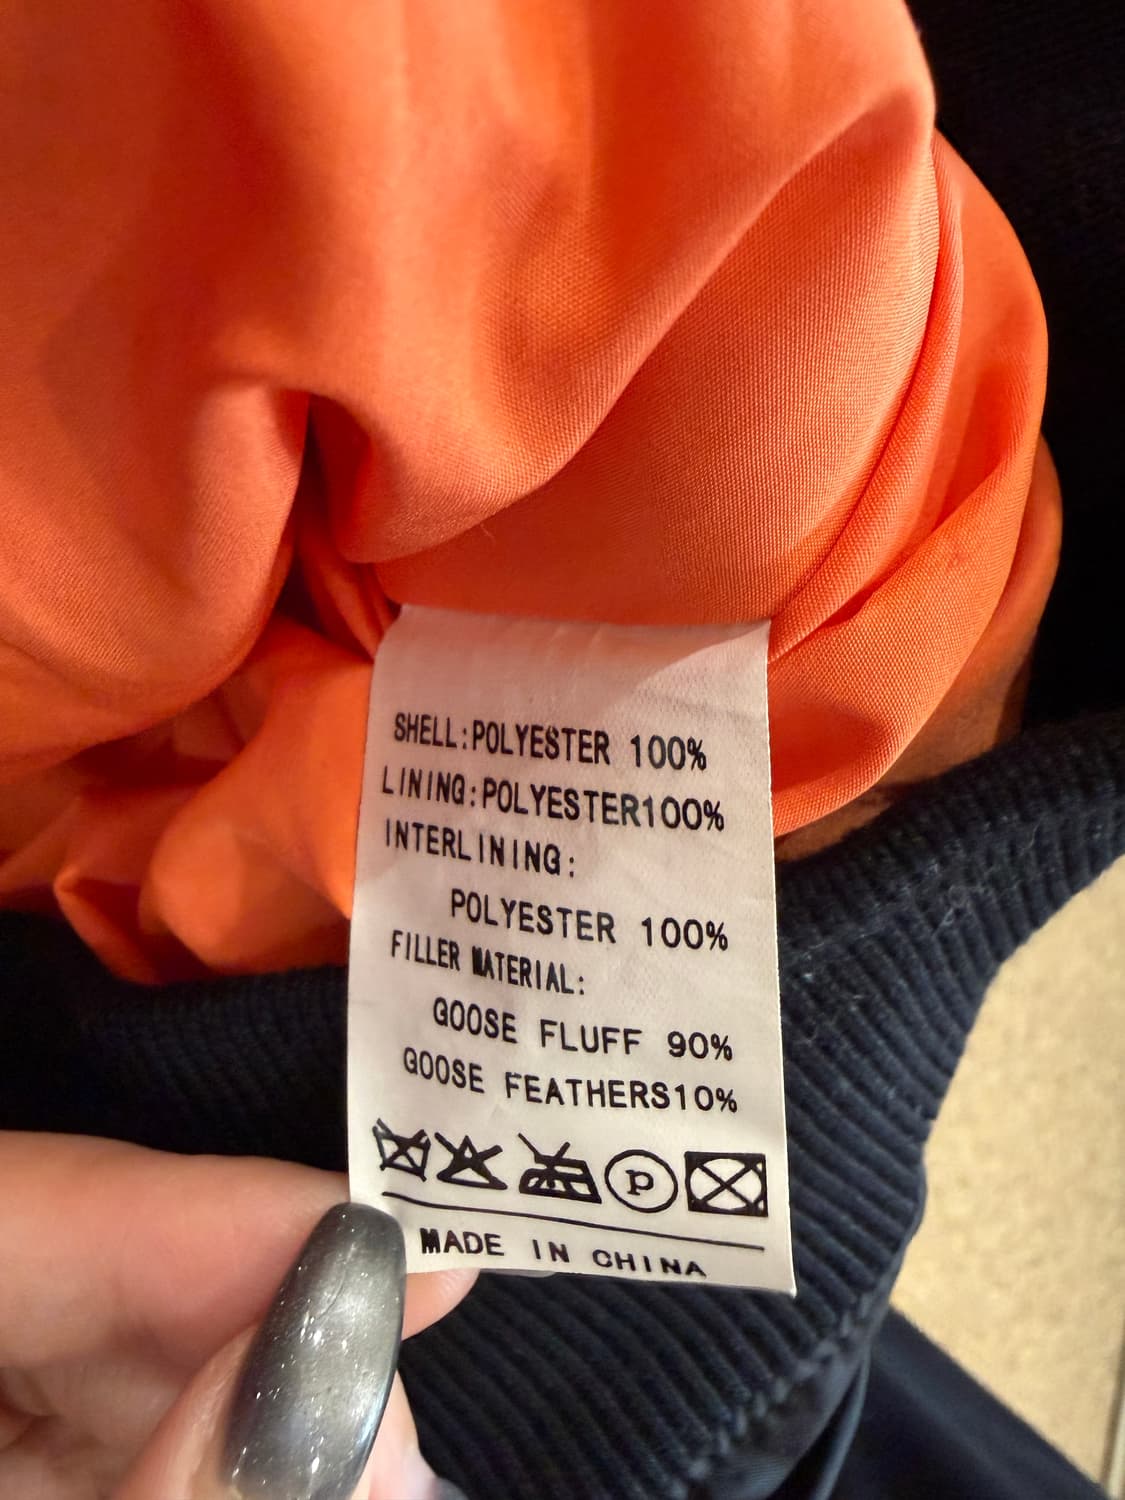 SHELL:POLYESTER 100%
LINING:POLYESTER100%
INTERLINING:
POLYESTER 100%
FILLER MATERIAL:
GOOSE FLUFF 90%
GOOSE FEATHERS10%
P
MADE IN CHINA